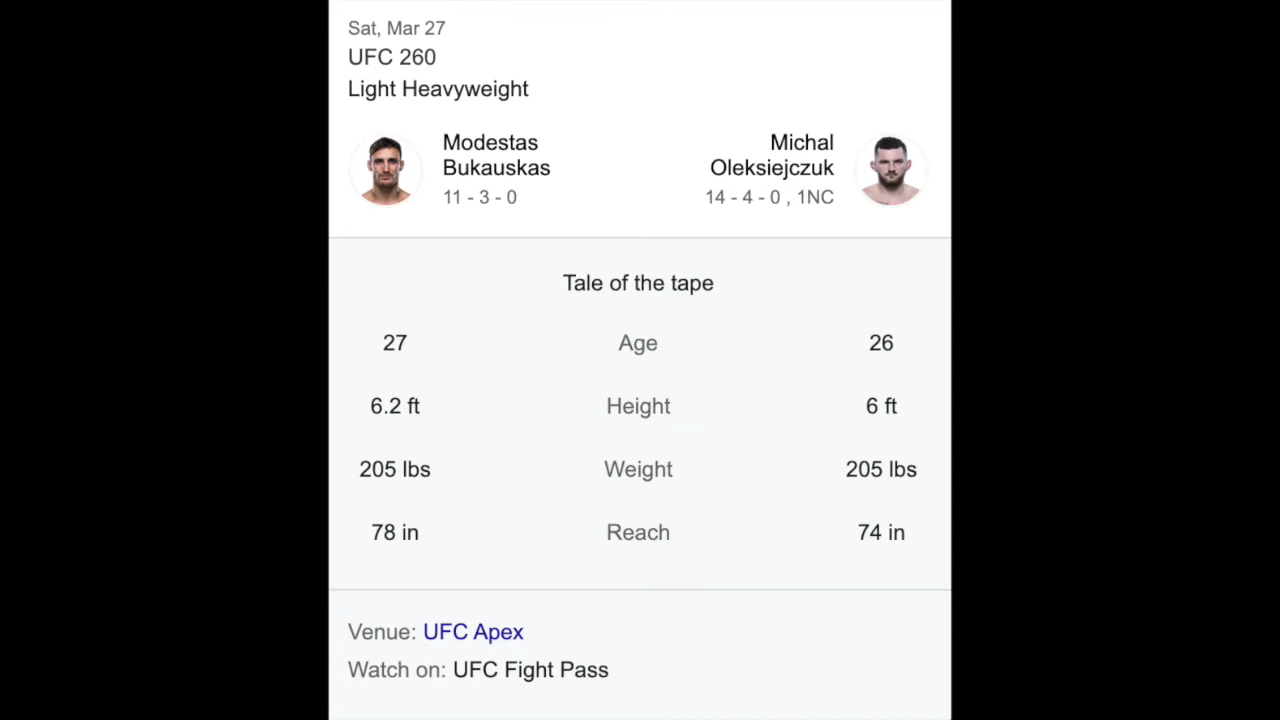 Sat, Mar 27
UFC 260
Light Heavyweight
Modestas
Bukauskas
11 - 3 - 0
Michal
Oleksiejczuk
14 - 4 - 0 , 1NC
Tale of the tape
27 Age 26
6.2 ft Height 6 ft
205 lbs Weight 205 lbs
78 in Reach 74 in
Venue: UFC Apex
Watch on: UFC Fight Pass